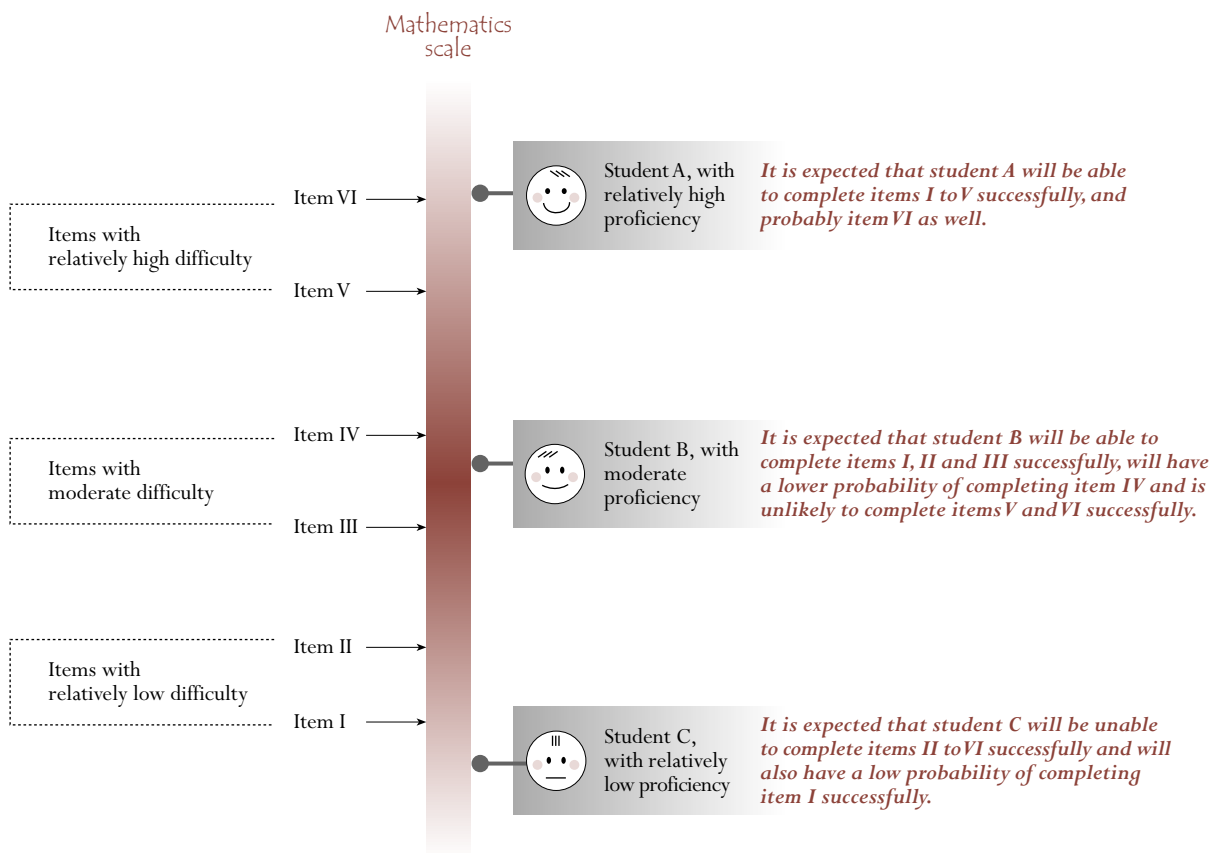 Mathematics
scale
Item VI
Items with
relatively high difficulty
Item V
Student A, with
relatively high
proficiency
It is expected that student A will be able
to complete items I to V successfully, and
probably item VI as well.
Item IV
Items with
moderate difficulty
Item III
Student B, with
moderate
proficiency
It is expected that student B will be able to
complete items I, II and III successfully, will have
a lower probability of completing item IV and is
unlikely to complete items V and VI successfully.
Item II
Items with
relatively low difficulty
Item I
Student C,
with relatively
low proficiency
It is expected that student C will be unable
to complete items II to VI successfully and will
also have a low probability of completing
item I successfully.